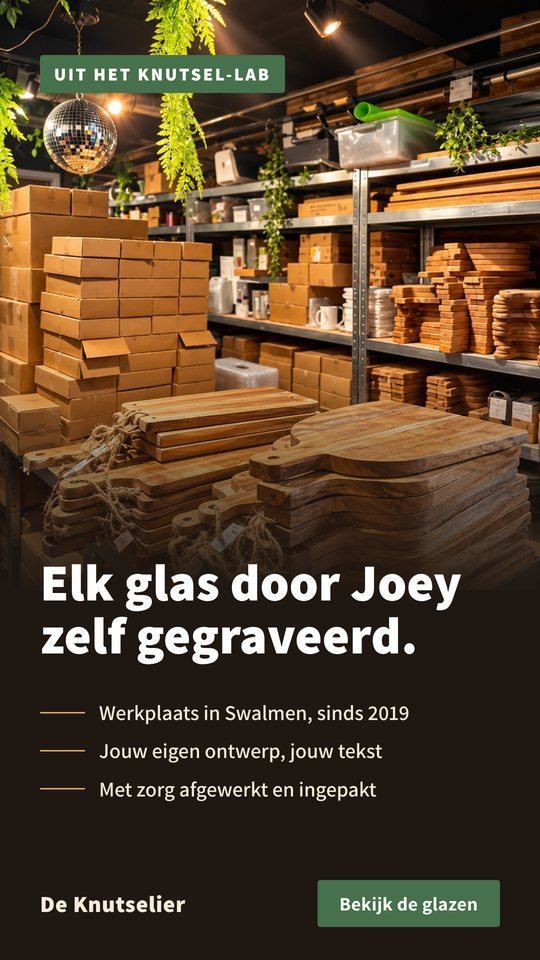 UIT HET KNUTSEL-LAB
Elk glas door Joey
zelf gegraveerd.
Werkplaats in Swalmen, sinds 2019
Jouw eigen ontwerp, jouw tekst
Met zorg afgewerkt en ingepakt
De Knutselier
Bekijk de glazen